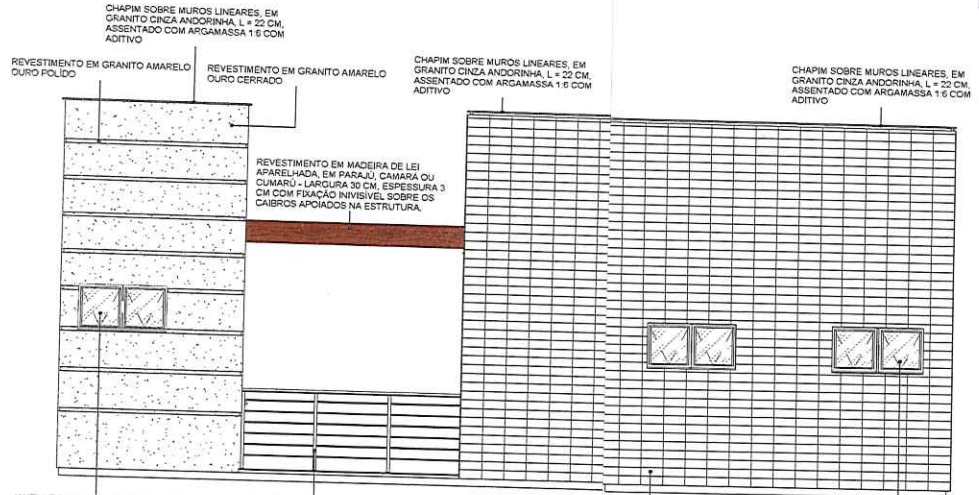 CHAPIM SOBRE MUROS LINEARES, EM
GRANITO CINZA ANDORINHA, L = 22 CM,
ASSENTADO COM ARGAMASSA 1:6 COM
ADITIVO
REVESTIMENTO EM GRANITO AMARELO
OURO POLIDO
REVESTIMENTO EM GRANITO AMARELO
OURO CERRADO
CHAPIM SOBRE MUROS LINEARES, EM
GRANITO CINZA ANDORINHA, L = 22 CM,
ASSENTADO COM ARGAMASSA 1:6 COM
ADITIVO
CHAPIM SOBRE MUROS LINEARES, EM
GRANITO CINZA ANDORINHA, L = 22 CM,
ASSENTADO COM ARGAMASSA 1:6 COM
ADITIVO
REVESTIMENTO EM MADEIRA DE LEI
APARELHADA, EM PARAJÚ, CAMARÁ OU
CUMARÚ - LARGURA 30 CM, ESPESSURA 3
CM COM FIXAÇÃO INIVISÍVEL SOBRE OS
CAIBROS APOIADOS NA ESTRUTURA.